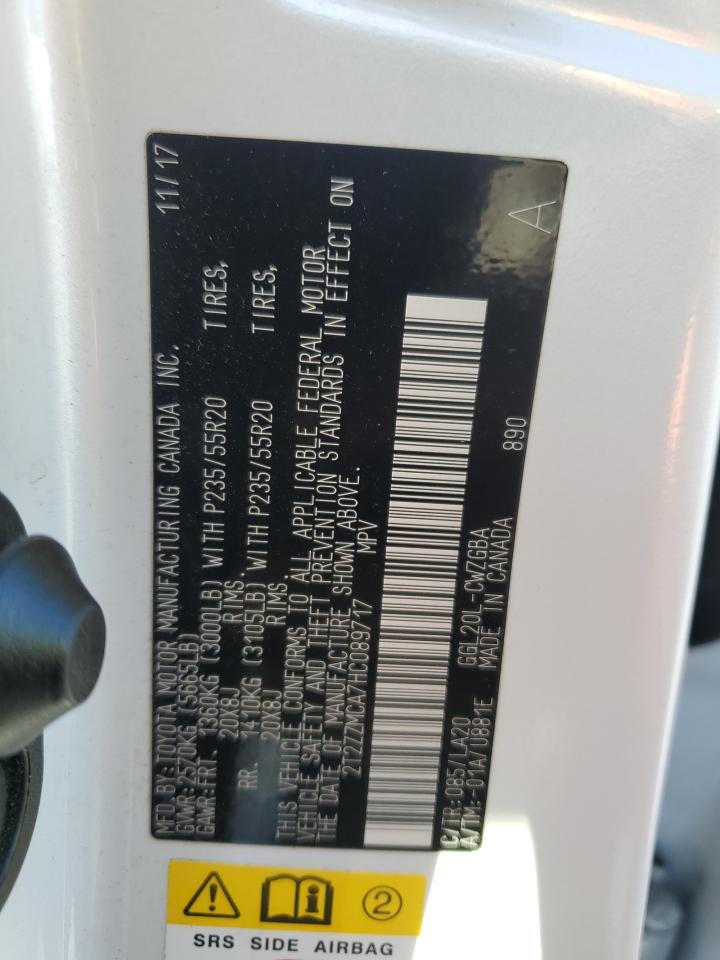 MFD. BY: TOYOTA MOTOR MANUFACTURING CANADA INC. 11/17
GVWR: 2570KG (5665LB)
GAWR: FRT. 1360KG (3000LB) WITH P235/55R20 TIRES,
20X8J RIMS.
RR. 1410KG (3105LB) WITH P235/55R20 TIRES,
20X8J RIMS.
THIS VEHICLE CONFORMS TO ALL APPLICABLE FEDERAL MOTOR
VEHICLE SAFETY AND THEFT PREVENTION STANDARDS IN EFFECT ON
THE DATE OF MANUFACTURE SHOWN ABOVE.
2T2ZZMCA7HC089717 MPV
C/TR: 085/LA20 GGL20L-CWZGBA 890
A/TM: -01A/0881E MADE IN CANADA
A
2
SRS SIDE AIRBAG